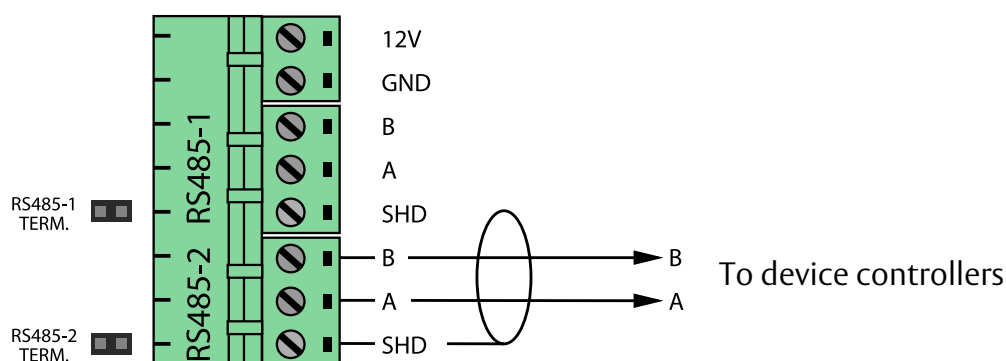 12V
GND
B
A
SHD
RS485-1
RS485-1
TERM.
B
A
SHD
RS485-2
RS485-2
TERM.
B
A
To device controllers